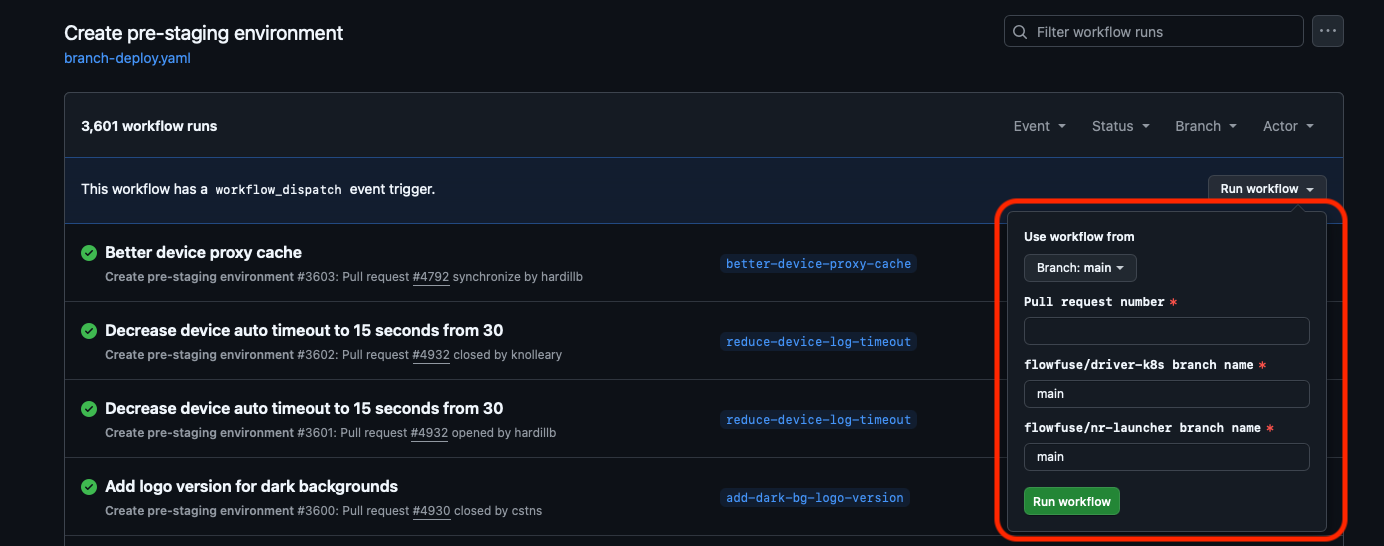 Create pre-staging environment
Filter workflow runs
branch-deploy.yaml
3,601 workflow runs
Event
Status
Branch
Actor
This workflow has a workflow_dispatch event trigger.
Run workflow
Better device proxy cache
Create pre-staging environment #3603: Pull request #4792 synchronize by hardillb
better-device-proxy-cache
Decrease device auto timeout to 15 seconds from 30
Create pre-staging environment #3602: Pull request #4932 closed by knolleary
reduce-device-log-timeout
Decrease device auto timeout to 15 seconds from 30
Create pre-staging environment #3601: Pull request #4932 opened by hardillb
reduce-device-log-timeout
Add logo version for dark backgrounds
Create pre-staging environment #3600: Pull request #4930 closed by cstns
add-dark-bg-logo-version
Use workflow from
Branch: main
Pull request number *
flowfuse/driver-k8s branch name *
main
flowfuse/nr-launcher branch name *
main
Run workflow